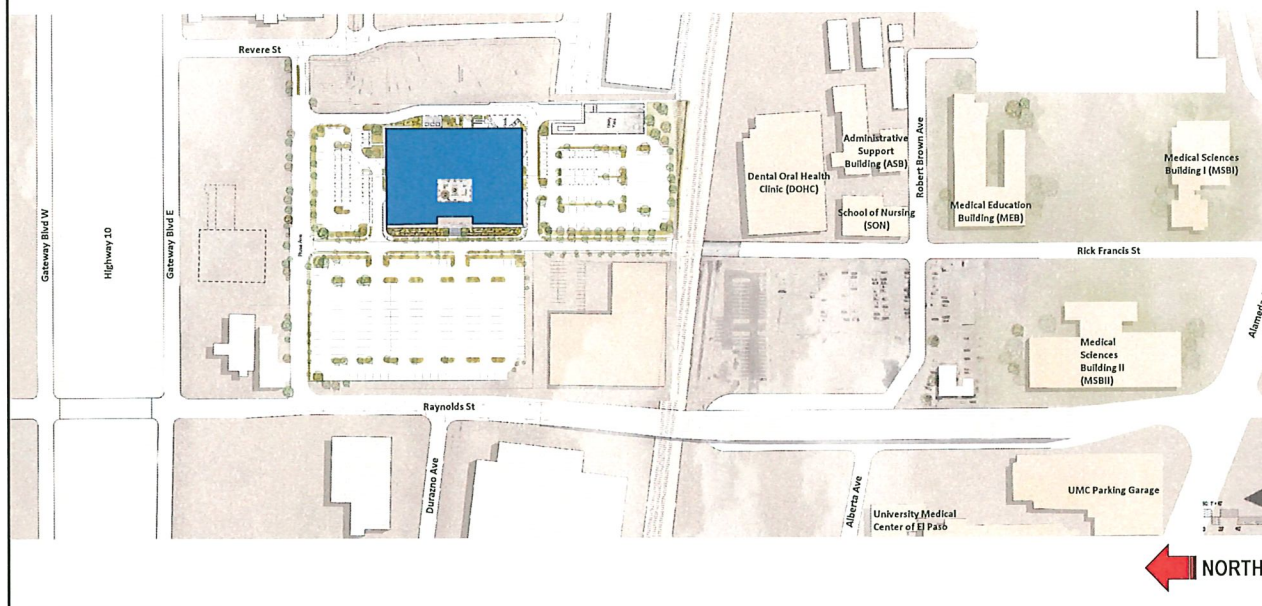 Revere St
Gateway Blvd W
Highway 10
Gateway Blvd E
Dental Oral Health
Clinic (DOHC)
Administrative
Support
Building (ASB)
School of Nursing
(SON)
Robert Brown Ave
Medical Education
Building (MEB)
Medical Sciences
Building I (MSBI)
Rick Francis St
Alameda
Medical
Sciences
Building II
(MSBII)
Raynolds St
Durazno Ave
Alberta Ave
University Medical
Center of El Paso
UMC Parking Garage
NORTH